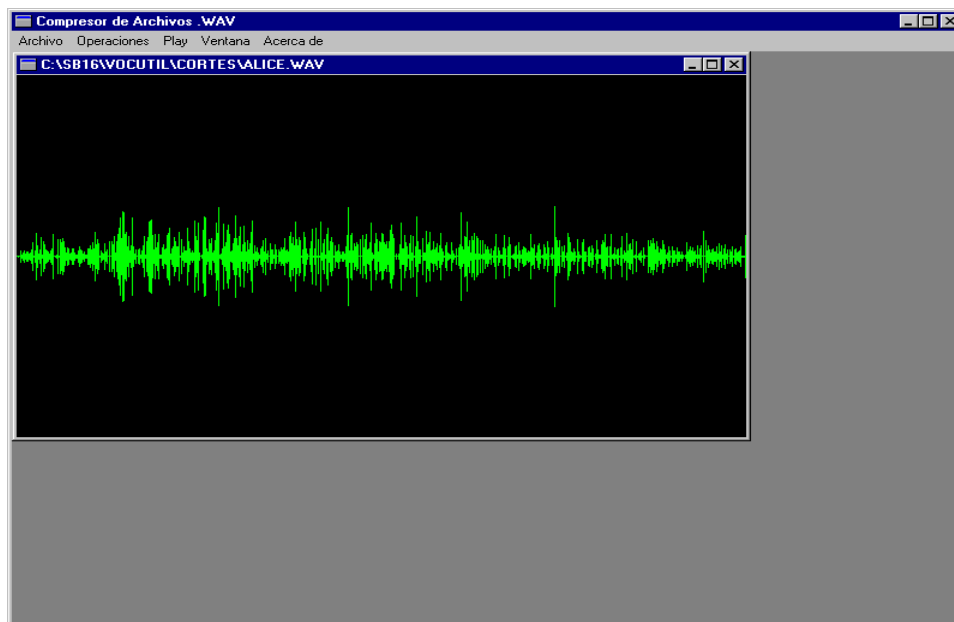 Compresor de Archivos .WAV
Archivo Operaciones Play Ventana Acerca de
C:\SB16\VOCUTIL\CORTES\ALICE.WAV